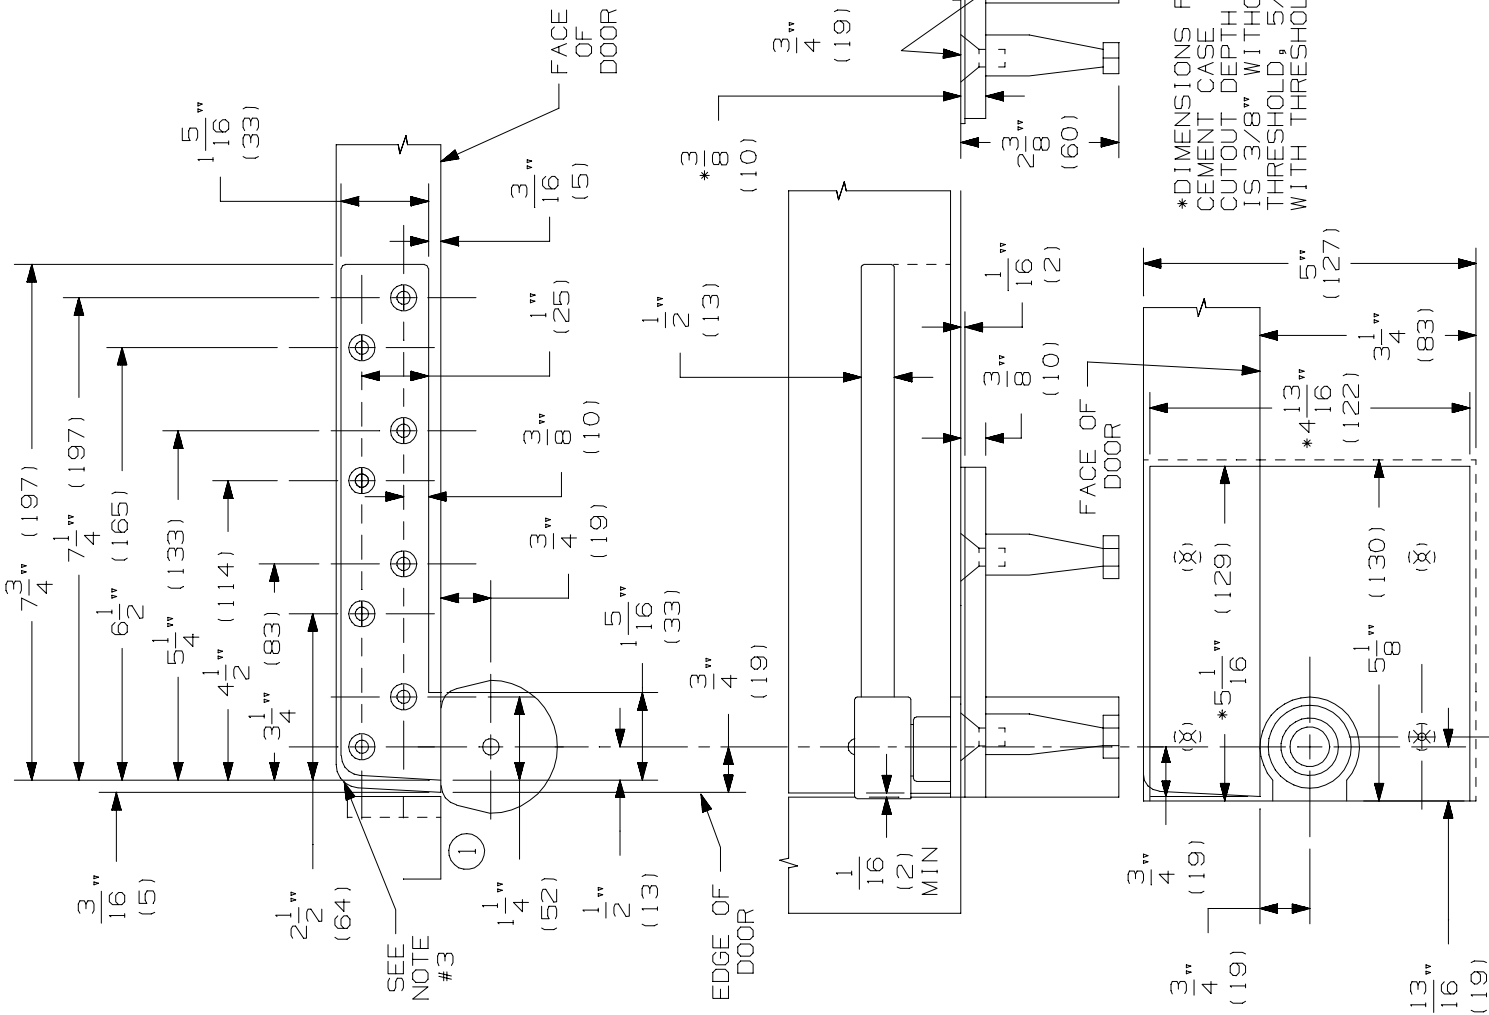 FACE
OF
DOOR
1 5/16"
(33)
3/16"
(5)
7 3/4" (197)
7 1/4" (197)
6 1/2" (165)
5 1/4" (133)
4 1/2" (114)
3 1/4" (83)
2 1/2"
(64)
3/16"
(5)
1"
(25)
3/8"
(10)
3/4"
(19)
1 5/16"
(33)
3/4"
(19)
1 1/4"
(52)
1/2"
(13)
SEE
NOTE
#3
1
EDGE OF
DOOR
3/4"
(19)
*3/8"
(10)
2 3/8"
(60)
1/2"
(13)
1/16"
(2)
3/8"
(10)
1/16"
(2)
MIN
*DIMENSIONS
CEMENT CASE
CUTOUT DEPTH
IS 3/8"
THRESHOLD,
WITH
FACE OF
DOOR
5"
(127)
3 1/4"
(83)
*4 13/16"
(122)
*5 1/16"
(129)
5 1/8"
(130)
3/4"
(19)
3/4"
(19)
13/16"
(19)